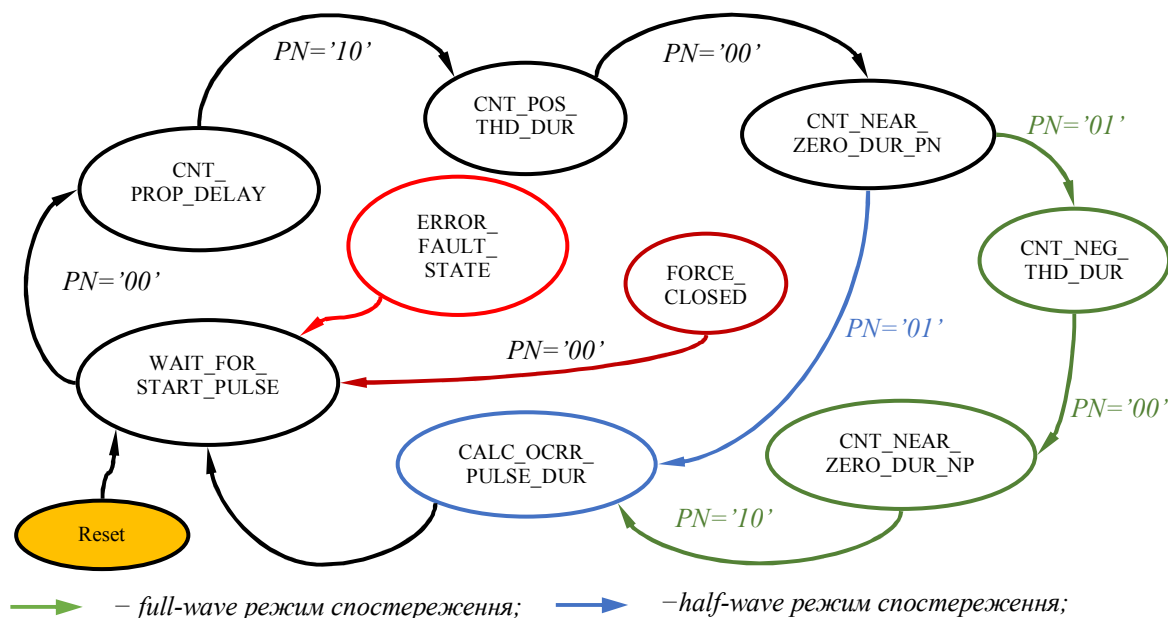 PN='10'
PN='00'
CNT_POS_
THD_DUR
CNT_NEAR_
ZERO_DUR_PN
PN='01'
CNT_
PROP_DELAY
ERROR_
FAULT_
STATE
CNT_NEG_
THD_DUR
FORCE_
CLOSED
PN='00'
PN='01'
PN='00'
WAIT_FOR_
START_PULSE
PN='00'
CALC_OCRR_
PULSE_DUR
CNT_NEAR_
ZERO_DUR_NP
PN='10'
Reset
– full-wave режим спостереження;
–half-wave режим спостереження;